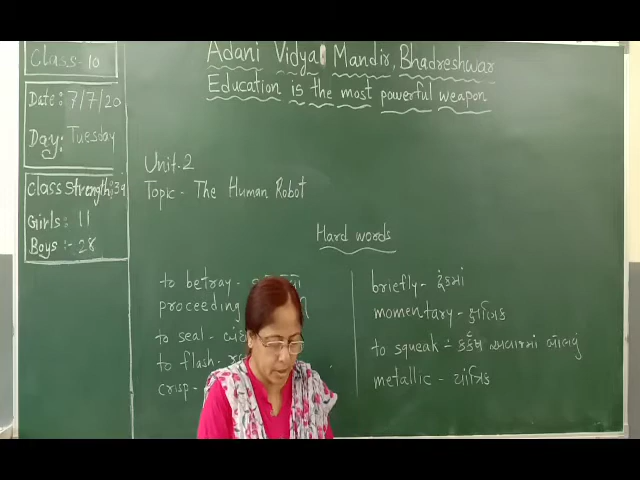 Class- 10
Date: 7/7/20
Day: Tuesday
Class Strength: 39
Girls: 11
Boys :- 28
Adani Vidya Mandir, Bhadreshwar
Education is the most powerful weapon
Unit-2
Topic - The Human Robot
Hard words
to betray -
proceeding
to seal -
to flash -
crisp -
briefly - ટૂંકમાં
momentary - ક્ષણિક
to squeak - કર્કશ અવાજમાં બોલવું
metallic - યાંત્રિક